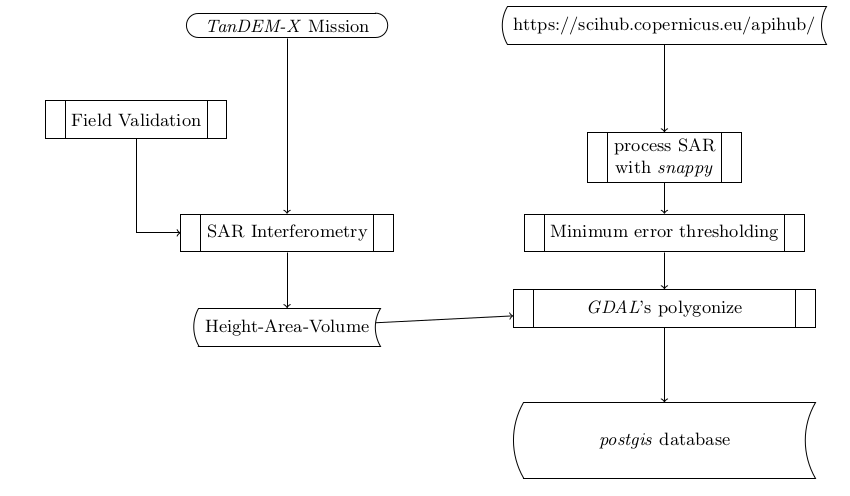 TanDEM-X Mission
https://scihub.copernicus.eu/apihub/
Field Validation
process SAR
with snappy
SAR Interferometry
Minimum error thresholding
GDAL's polygonize
Height-Area-Volume
postgis database